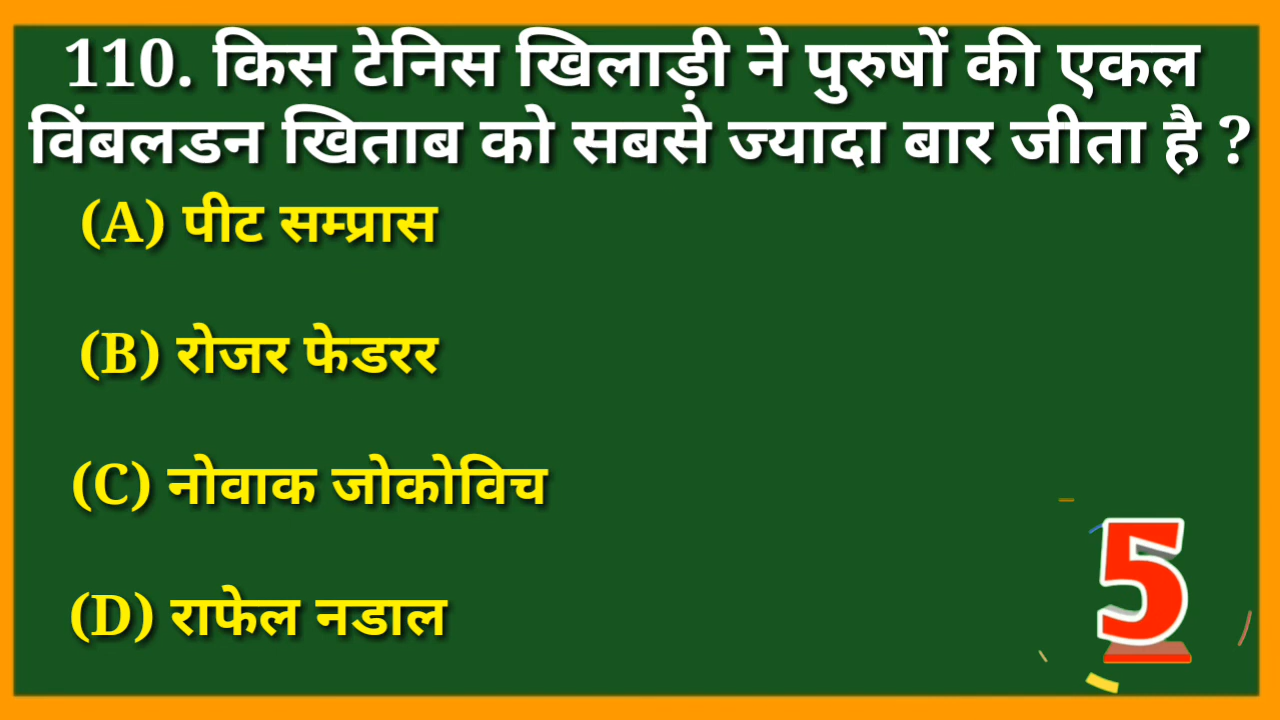 110. किस टेनिस खिलाड़ी ने पुरुषों की एकल
विंबलडन खिताब को सबसे ज्यादा बार जीता है ?
(A) पीट सम्प्रास
(B) रोजर फेडरर
(C) नोवाक जोकोविच
(D) राफेल नडाल
5